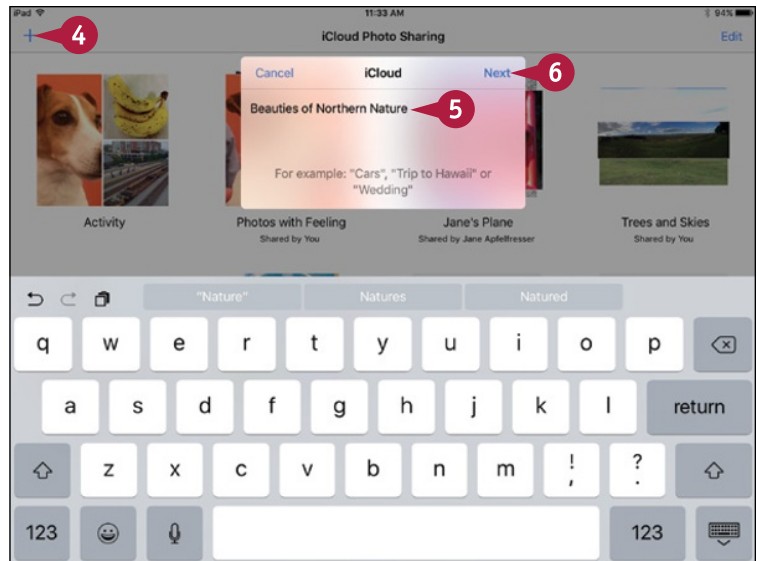 iPad 11:33 AM 94%
+ 4 iCloud Photo Sharing Edit
Cancel iCloud Next 6
Beauties of Northern Nature 5
For example: "Cars", "Trip to Hawaii" or
"Wedding"
Activity Photos with Feeling Jane's Plane Trees and Skies
Shared by You Shared by Jane Apfelfresser Shared by You
"Nature" Natures Natured
q w e r t y u i o p
a s d f g h j k l return
z x c v b n m ! , ? .
123 123